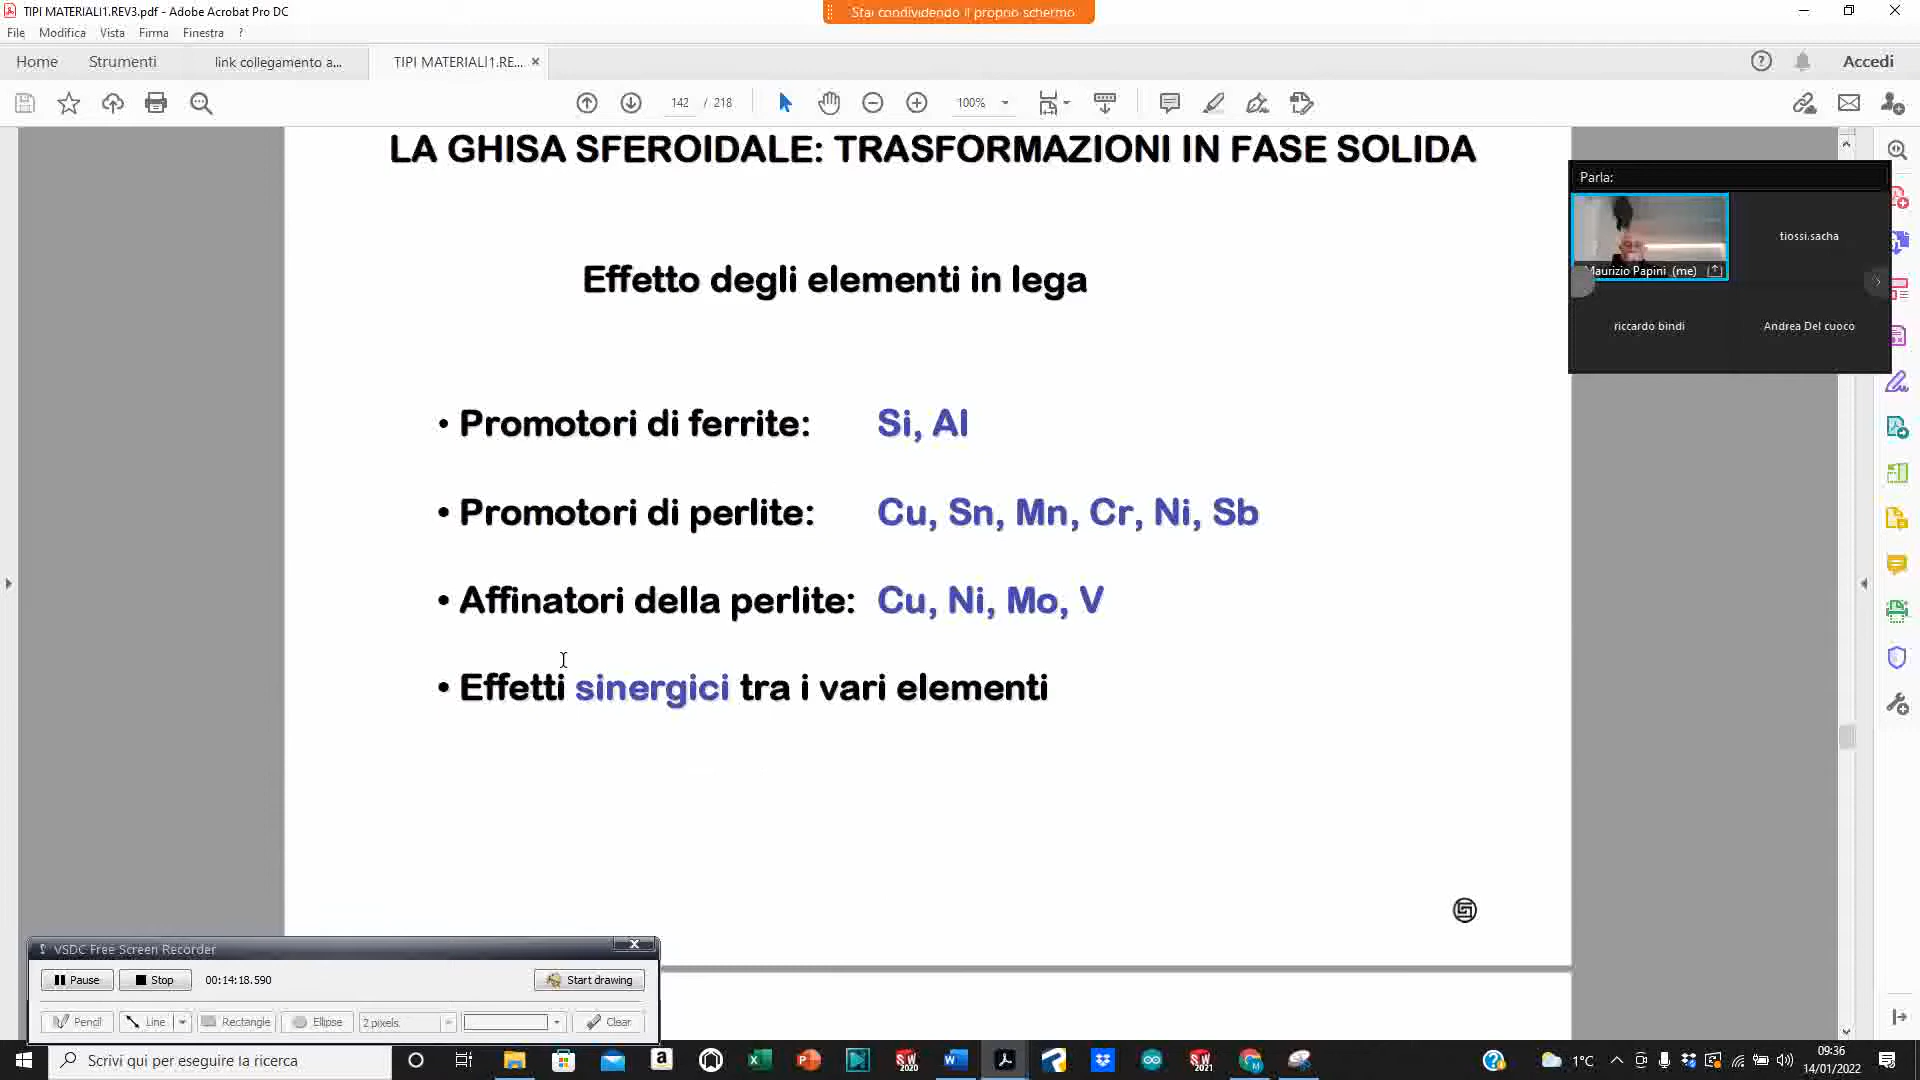 TIPI MATERIALI1.REV3.pdf - Adobe Acrobat Pro DC
Stai condividendo il proprio schermo
File Modifica Vista Firma Finestra ?
Home Strumenti link collegamento a... TIPI MATERIALI1.RE... × Accedi
142 / 218 100%
LA GHISA SFEROIDALE: TRASFORMAZIONI IN FASE SOLIDA
Parla:
tiossi.sacha
Maurizio Papini (me)
riccardo bindi Andrea Del cuoco
Effetto degli elementi in lega
• Promotori di ferrite: Si, Al
• Promotori di perlite: Cu, Sn, Mn, Cr, Ni, Sb
• Affinatori della perlite: Cu, Ni, Mo, V
• Effetti sinergici tra i vari elementi
VSDC Free Screen Recorder
Pause Stop 00:14:18.590 Start drawing
Pencil Line Rectangle Ellipse 2 pixels Clear
Scrivi qui per eseguire la ricerca
1°C
09:36
14/01/2022